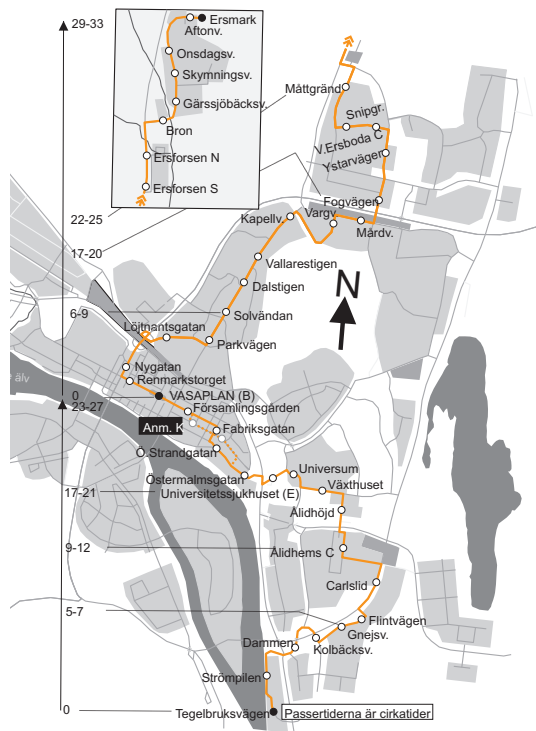 29-33
Ersmark
Aftonv.
Onsdagsv.
Skymningsv.
Gärssjöbäcksv.
Bron
Ersforsen N
Ersforsen S
Måttgränd
Snipgr.
V.Ersboda C
Ystarvägen
Fogvägen
Vargv.
Mårdv.
Kapellv.
22-25
17-20
Vallarestigen
Dalstigen
N
6-9
Solvändan
Löjtnantsgatan
Parkvägen
Nygatan
Renmarkstorget
älv
0
VASAPLAN (B)
23-27
Församlingsgården
Anm. K
Fabriksgatan
Ö.Strandgatan
Östermalmsgatan
Universum
Universitetssjukhuset (E)
Växthuset
17-21
Ålidhöjd
9-12
Ålidhems C
Carlslid
5-7
Flintvägen
Gnejsv.
Kolbäcksv.
Dammen
Strömpilen
0
Tegelbruksvägen
Passertiderna är cirkatider